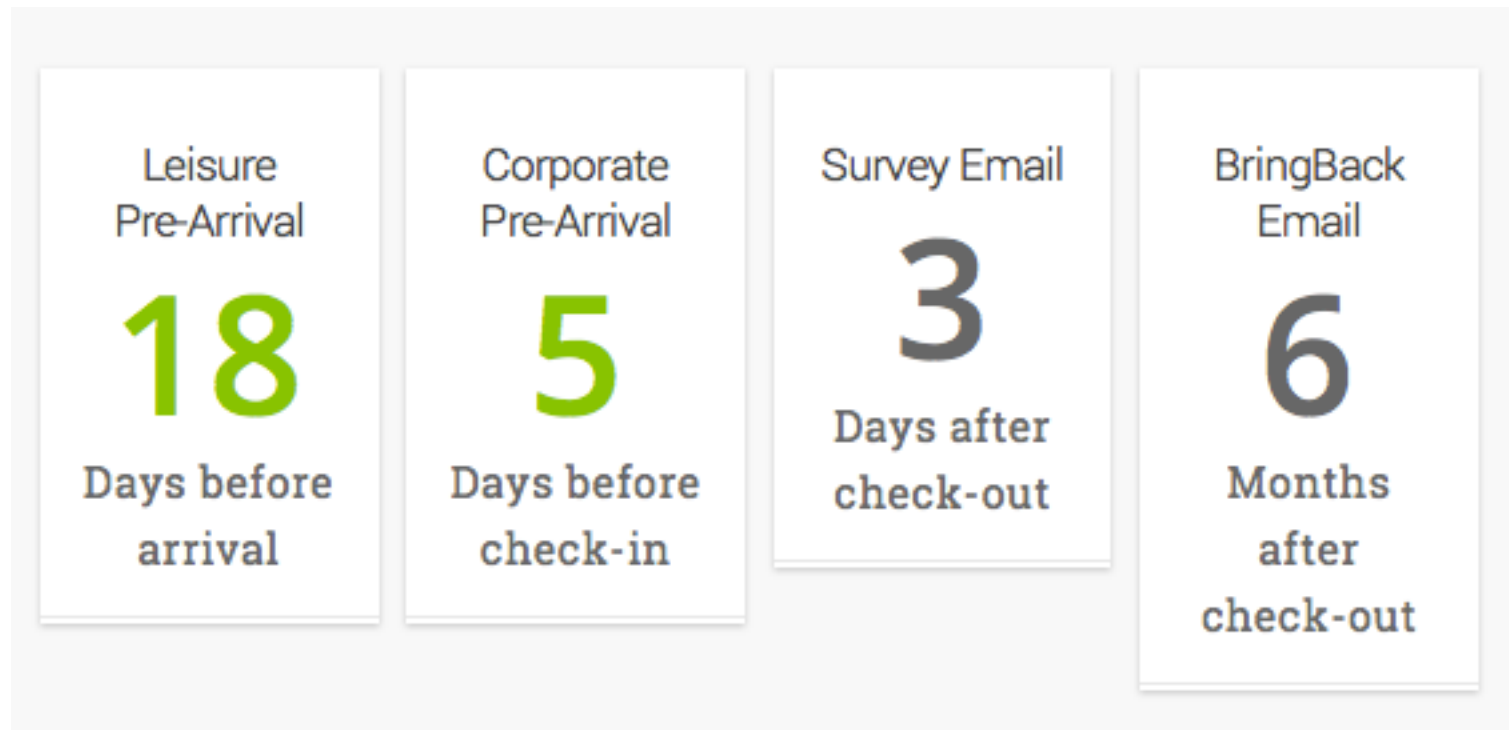 Leisure
Pre-Arrival
18
Days before
arrival
Corporate
Pre-Arrival
5
Days before
check-in
Survey Email
3
Days after
check-out
BringBack
Email
6
Months
after
check-out